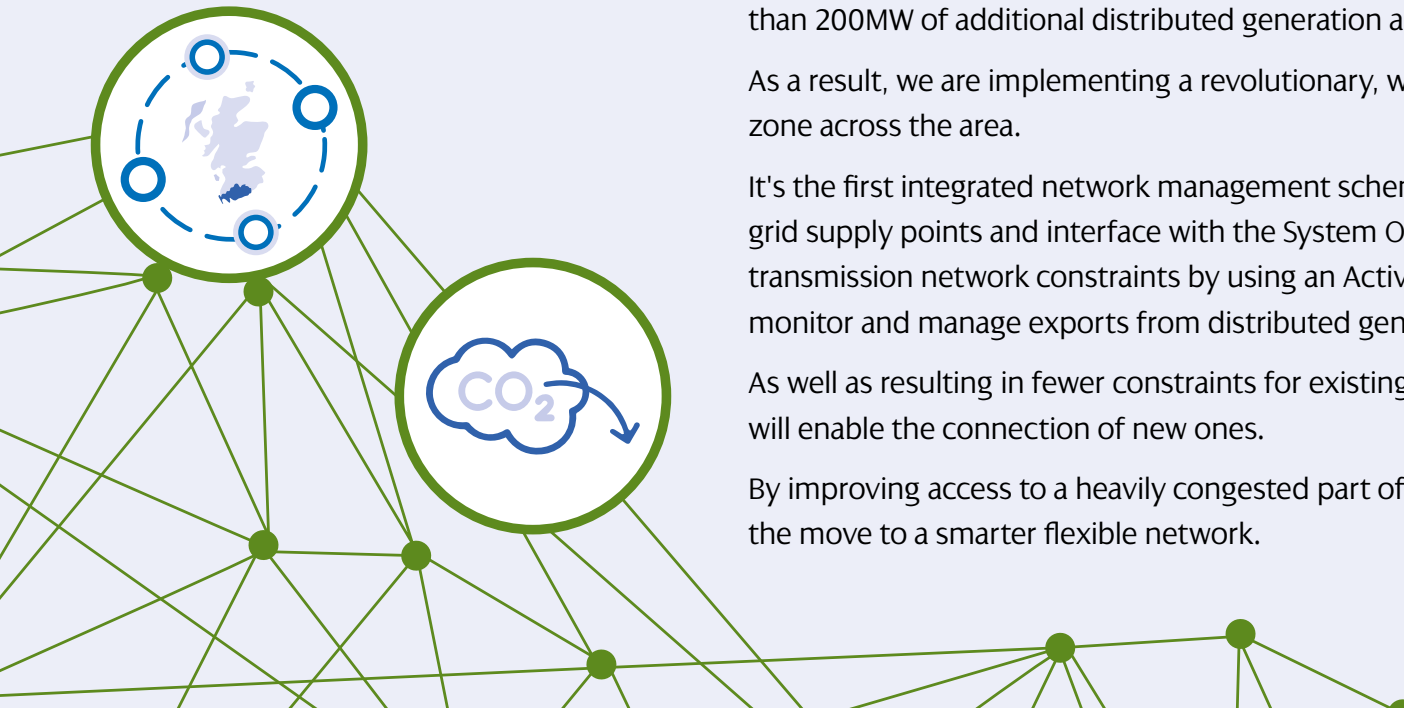 CO2
than 200MW of additional distributed generation a
As a result, we are implementing a revolutionary, w
zone across the area.
It's the first integrated network management scher
grid supply points and interface with the System O
transmission network constraints by using an Activ
monitor and manage exports from distributed gen
As well as resulting in fewer constraints for existing
will enable the connection of new ones.
By improving access to a heavily congested part of
the move to a smarter flexible network.